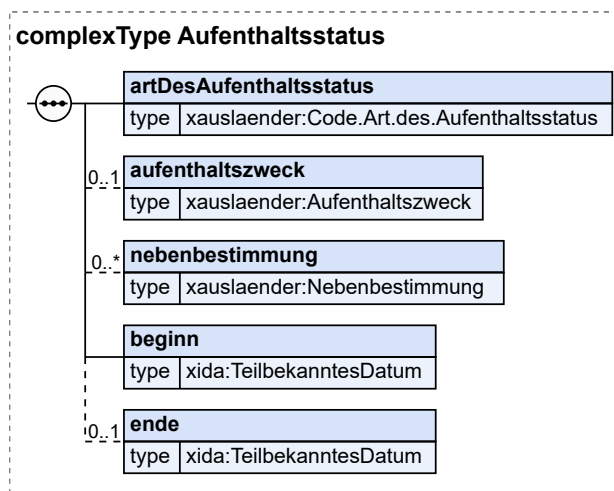 complexType Aufenthaltsstatus
artDesAufenthaltsstatus
type xauslaender:Code.Art.des.Aufenthaltsstatus
0..1 aufenthaltszweck
type xauslaender:Aufenthaltszweck
0..* nebenbestimmung
type xauslaender:Nebenbestimmung
beginn
type xida:TeilbekanntesDatum
0..1 ende
type xida:TeilbekanntesDatum